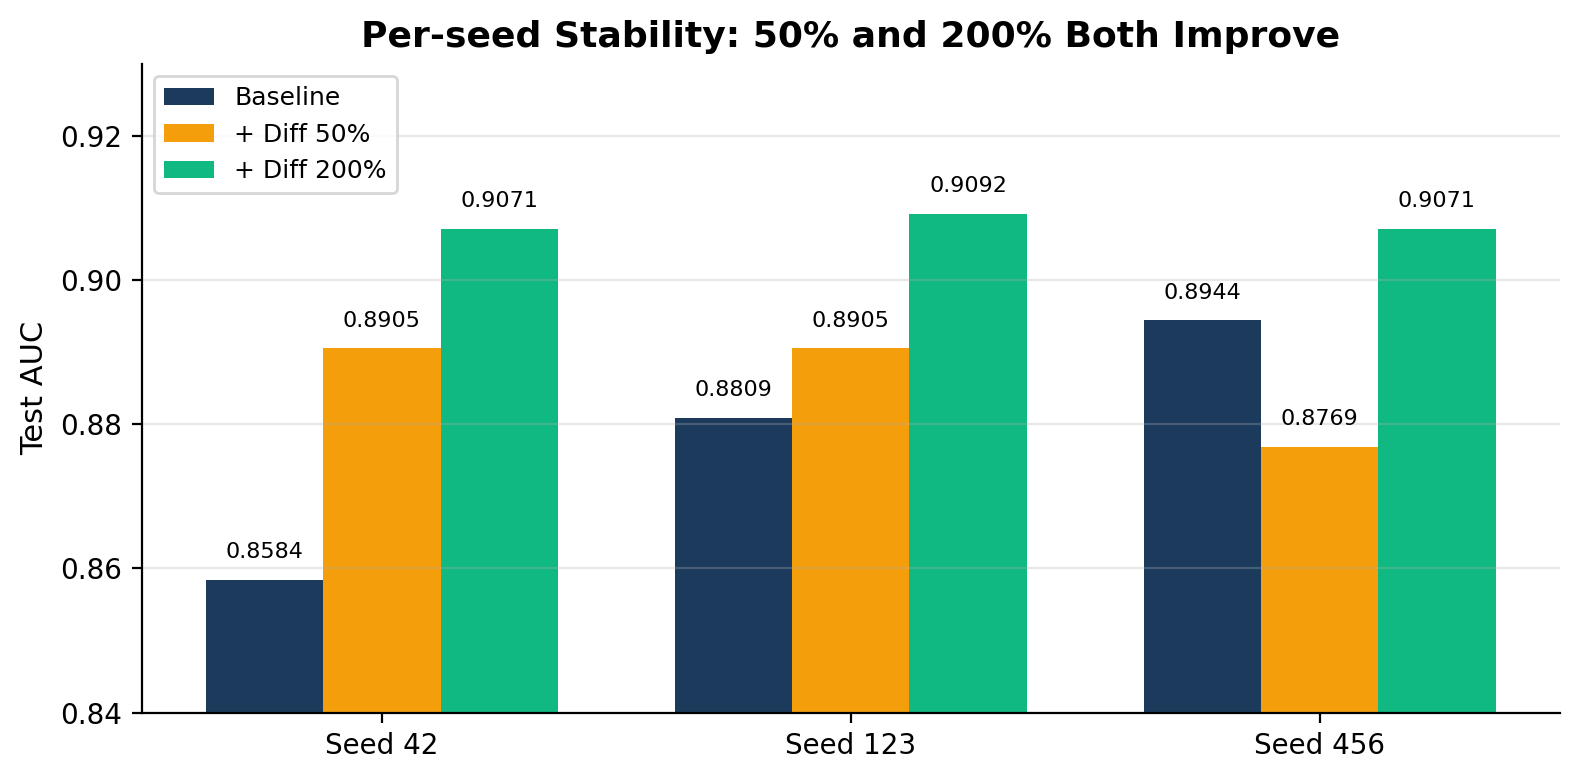 Per-seed Stability: 50% and 200% Both Improve
Baseline
+ Diff 50%
+ Diff 200%
Test AUC
0.92
0.90
0.88
0.86
0.84
0.8584
0.8905
0.9071
0.8809
0.8905
0.9092
0.8944
0.8769
0.9071
Seed 42
Seed 123
Seed 456